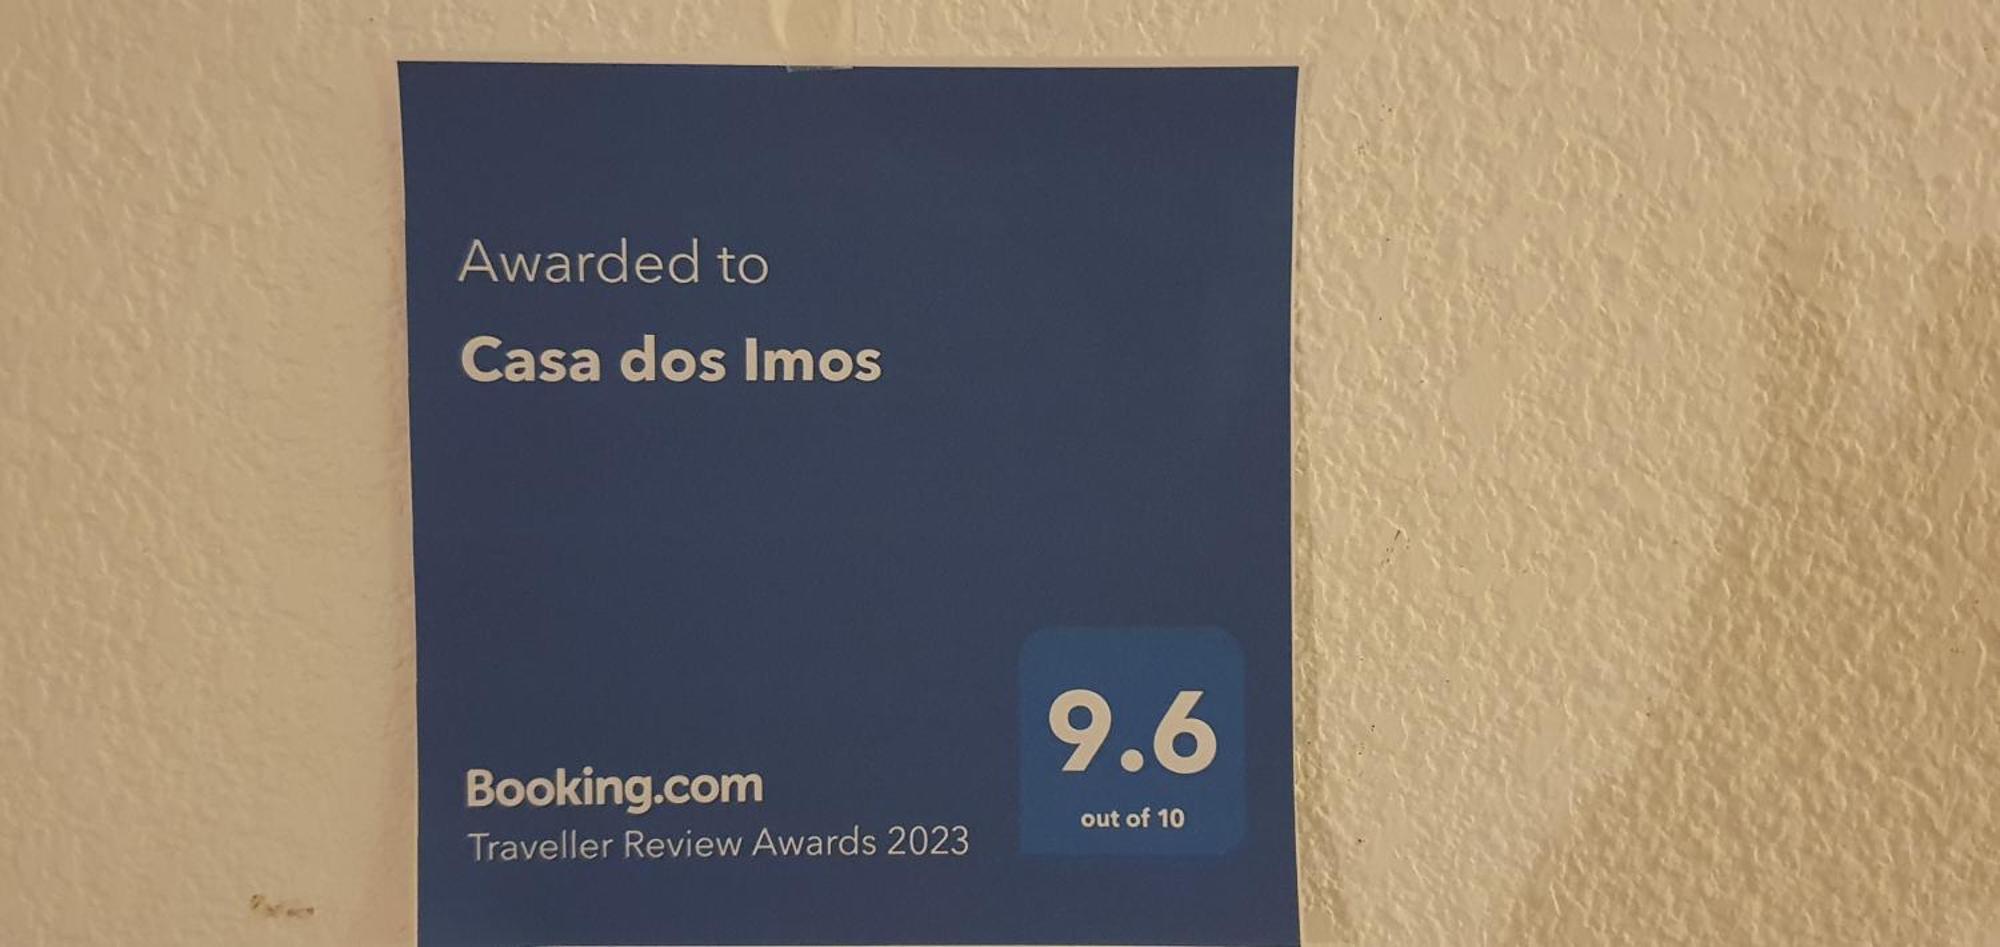 Awarded to
Casa dos Imos
9.6
out of 10
Booking.com
Traveller Review Awards 2023